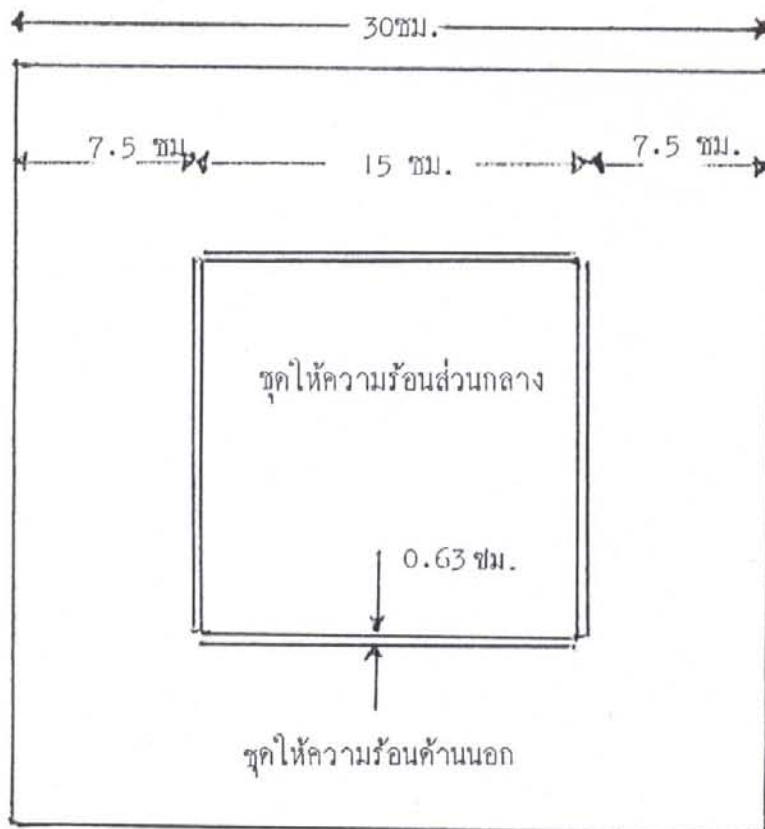 30ซม.
7.5 ซม.
15 ซม.
7.5 ซม.
ชุดให้ความร้อนส่วนกลาง
0.63 ซม.
ชุดให้ความร้อนด้านนอก